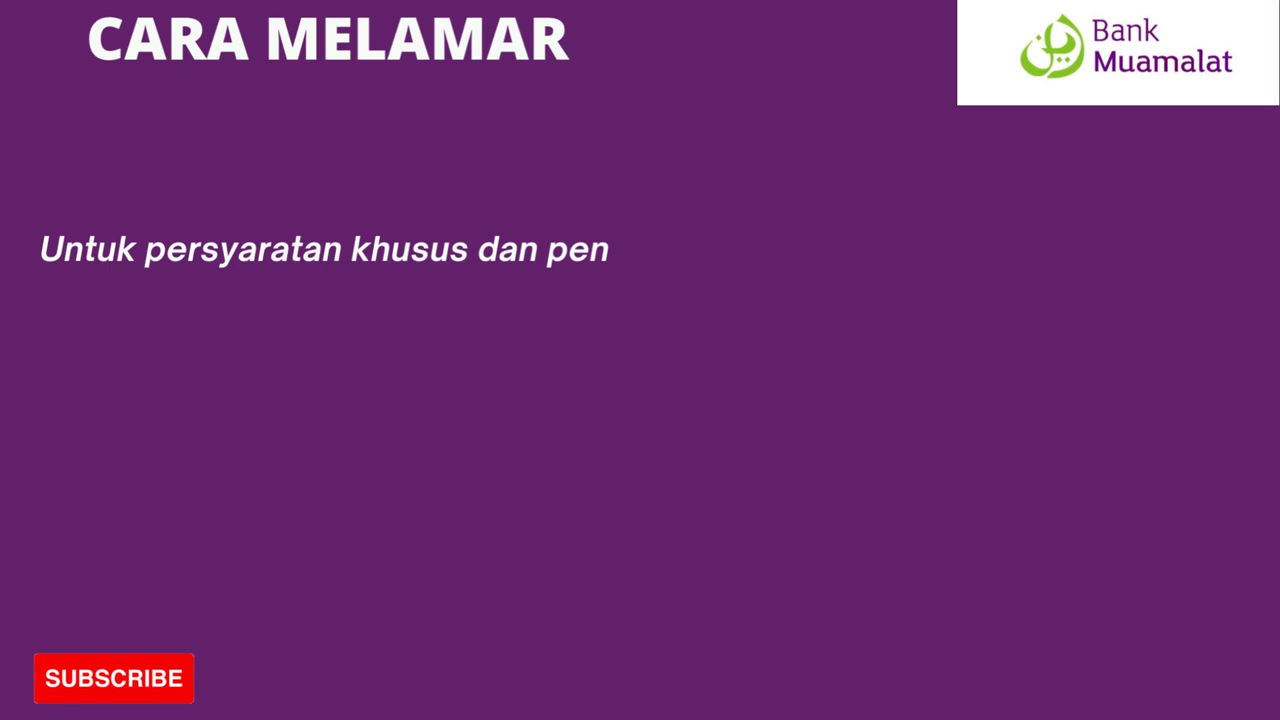 CARA MELAMAR
Bank
Muamalat
Untuk persyaratan khusus dan pen
SUBSCRIBE